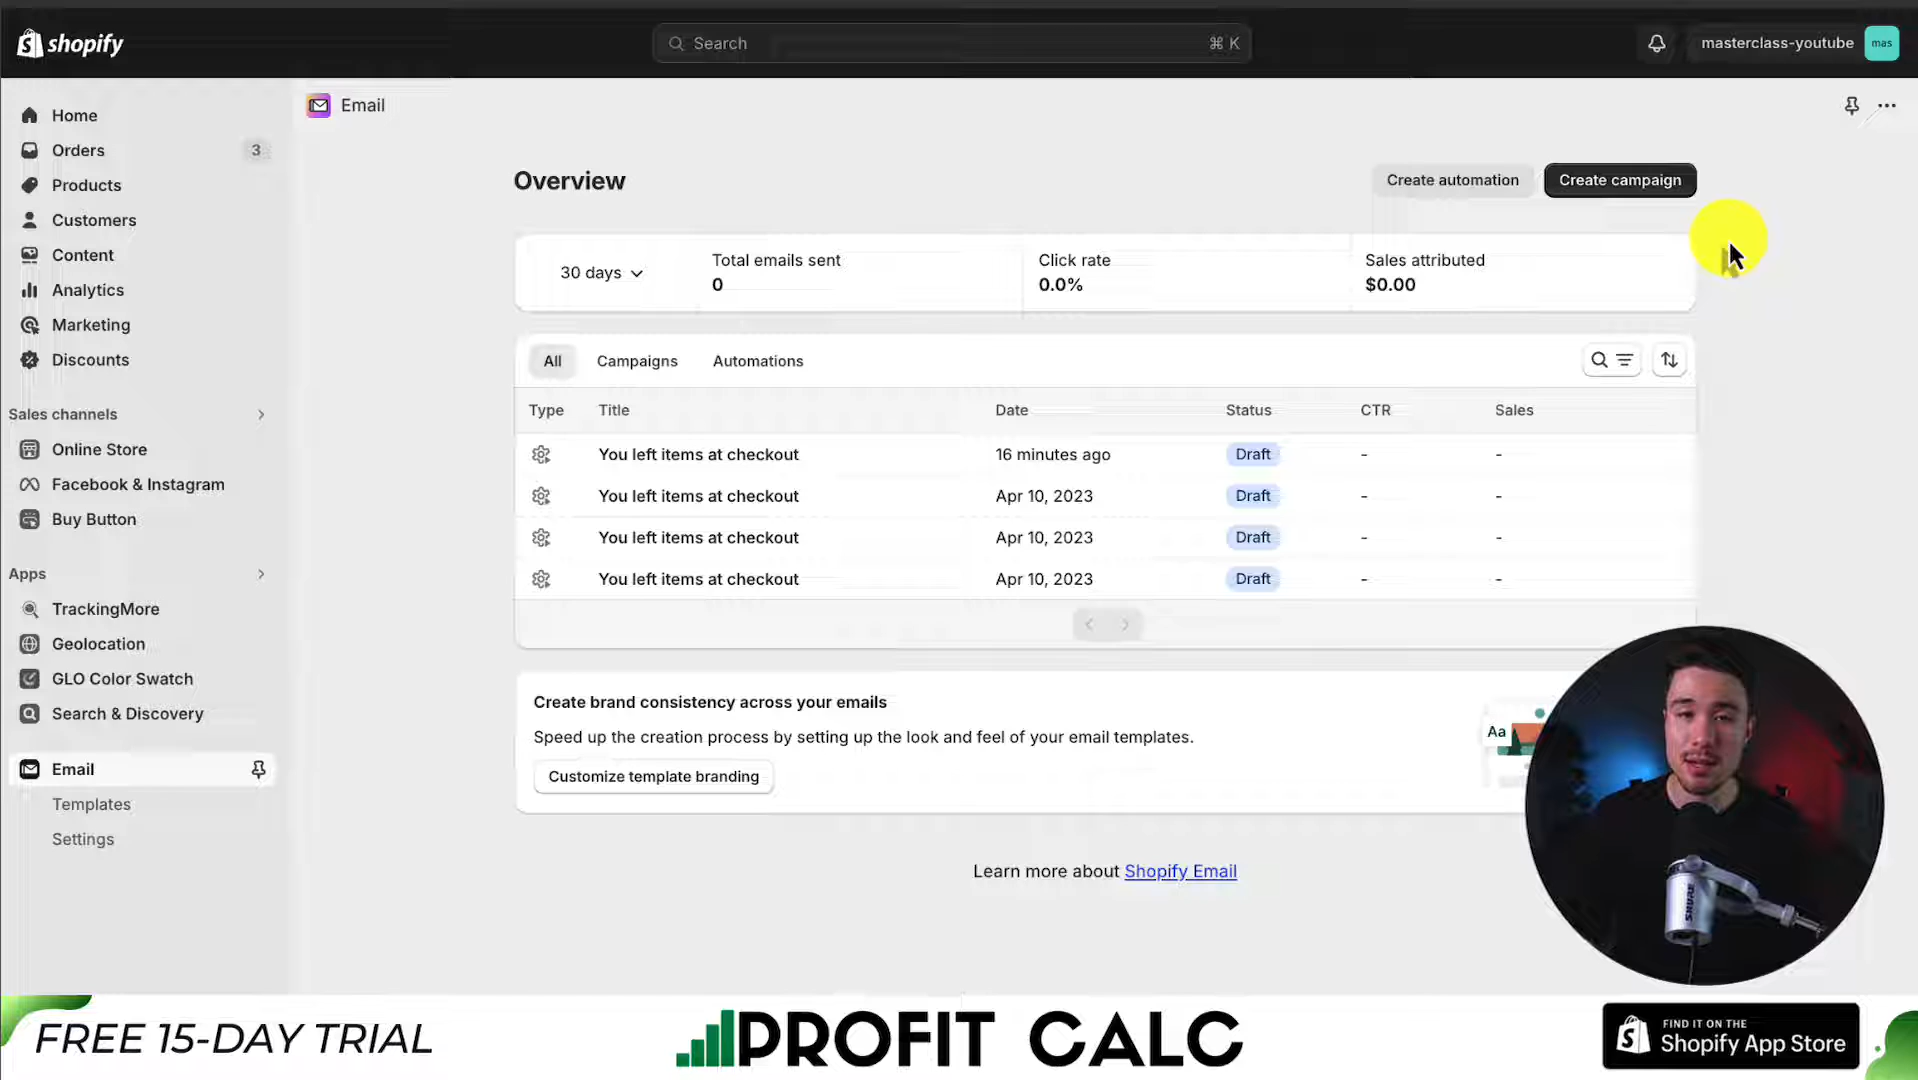 shopify
Search
⌘ K
masterclass-youtube
mas
Home
Orders
3
Products
Customers
Content
Analytics
Marketing
Discounts
Sales channels
Online Store
Facebook & Instagram
Buy Button
Apps
TrackingMore
Geolocation
GLO Color Swatch
Search & Discovery
Email
Templates
Settings
Email
Overview
Create automation
Create campaign
30 days
Total emails sent
0
Click rate
0.0%
Sales attributed
$0.00
All Campaigns Automations
Type Title Date Status CTR Sales
You left items at checkout 16 minutes ago Draft - -
You left items at checkout Apr 10, 2023 Draft - -
You left items at checkout Apr 10, 2023 Draft - -
You left items at checkout Apr 10, 2023 Draft - -
Create brand consistency across your emails
Speed up the creation process by setting up the look and feel of your email templates.
Customize template branding
Aa
Learn more about Shopify Email
SHURE
FREE 15-DAY TRIAL
PROFIT CALC
FIND IT ON THE
Shopify App Store